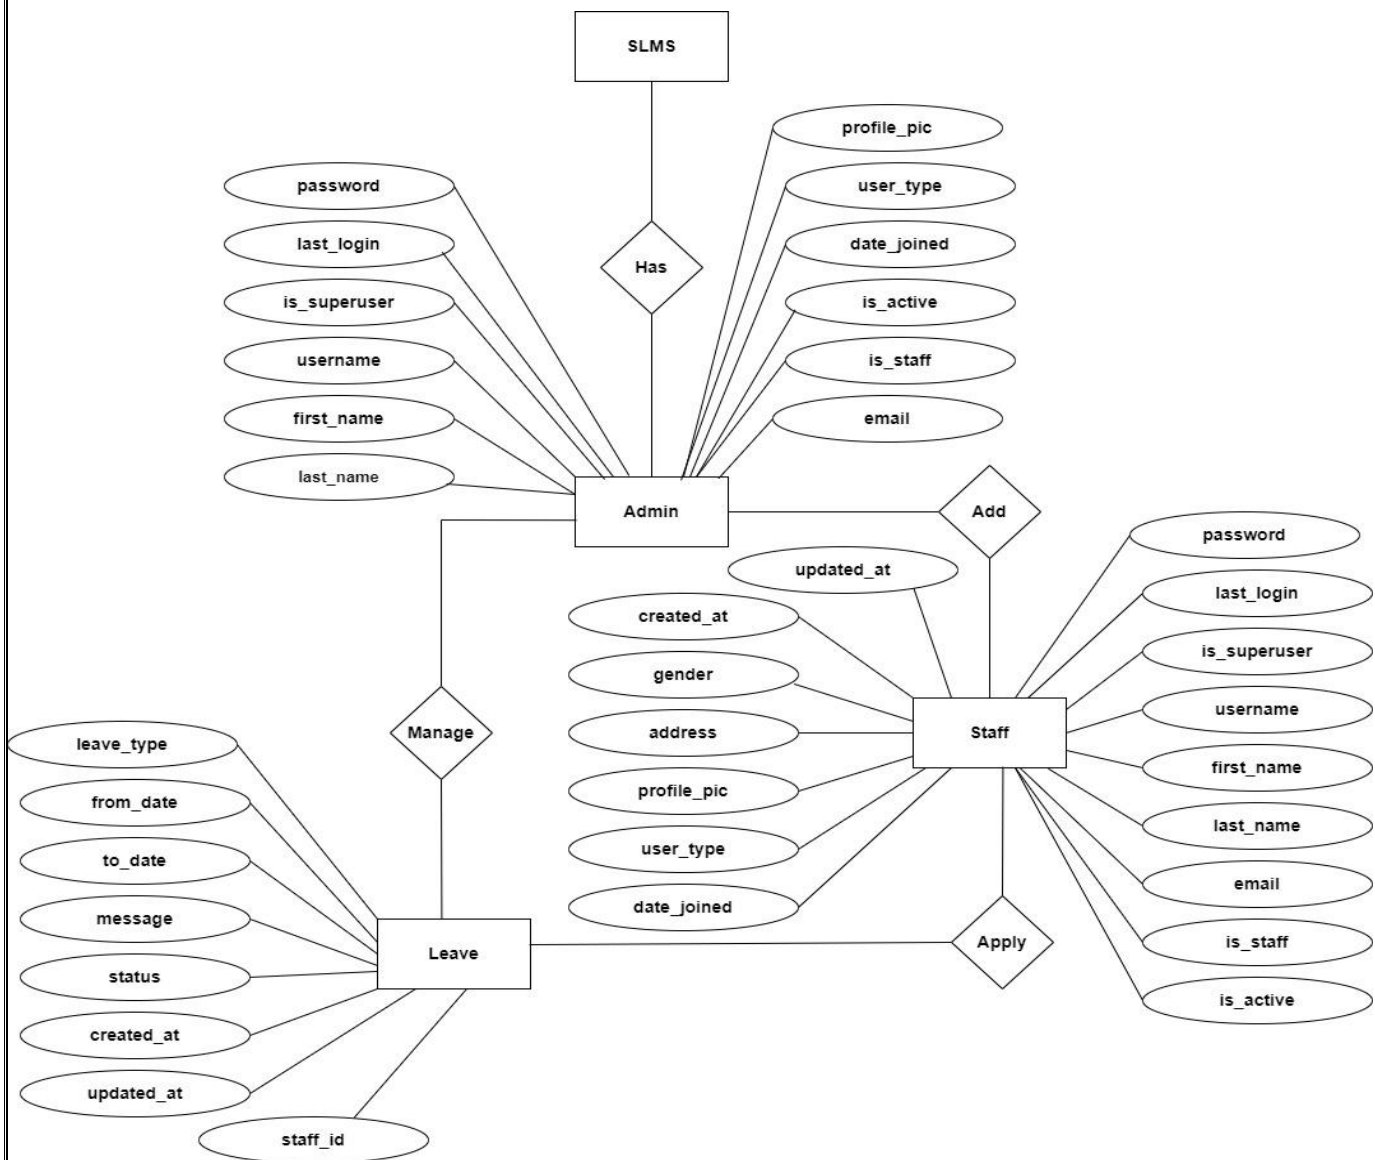 SLMS
profile_pic
password
user_type
last_login
date_joined
Has
is_superuser
is_active
username
is_staff
first_name
email
last_name
Admin
Add
password
updated_at
last_login
created_at
is_superuser
gender
username
address
Staff
Manage
leave_type
first_name
profile_pic
from_date
last_name
user_type
to_date
email
date_joined
message
is_staff
Apply
Leave
status
is_active
created_at
updated_at
staff_id